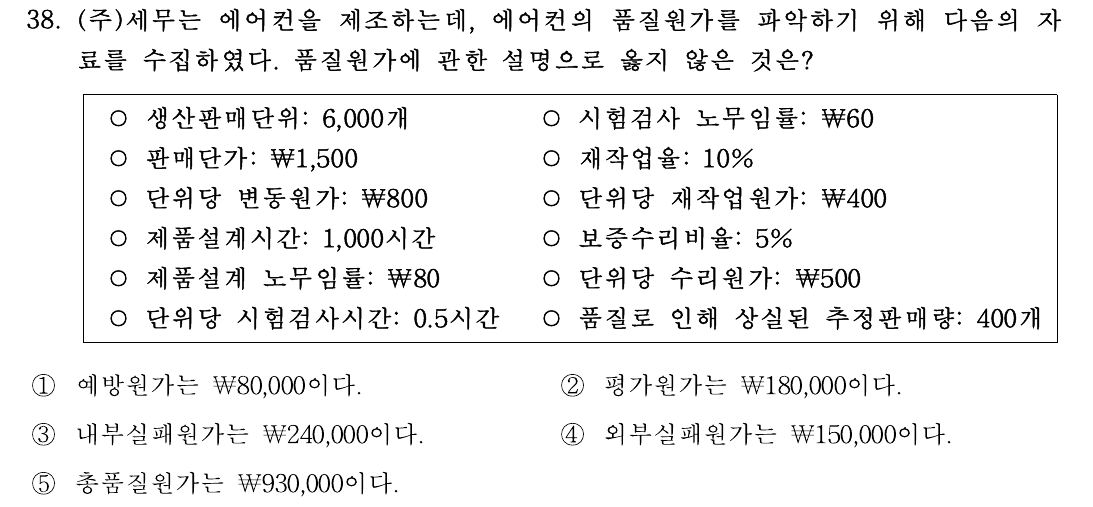 38. (주)세무는 에어컨을 제조하는데, 에어컨의 품질원가를 파악하기 위해 다음의 자
료를 수집하였다. 품질원가에 관한 설명으로 옳지 않은 것은?
○ 생산판매단위: 6,000개 ○ 시험검사 노무임률: ₩60
○ 판매단가: ₩1,500 ○ 재작업율: 10%
○ 단위당 변동원가: ₩800 ○ 단위당 재작업원가: ₩400
○ 제품설계시간: 1,000시간 ○ 보증수리비율: 5%
○ 제품설계 노무임률: ₩80 ○ 단위당 수리원가: ₩500
○ 단위당 시험검사시간: 0.5시간 ○ 품질로 인해 상실된 추정판매량: 400개
① 예방원가는 ₩80,000이다. ② 평가원가는 ₩180,000이다.
③ 내부실패원가는 ₩240,000이다. ④ 외부실패원가는 ₩150,000이다.
⑤ 총품질원가는 ₩930,000이다.